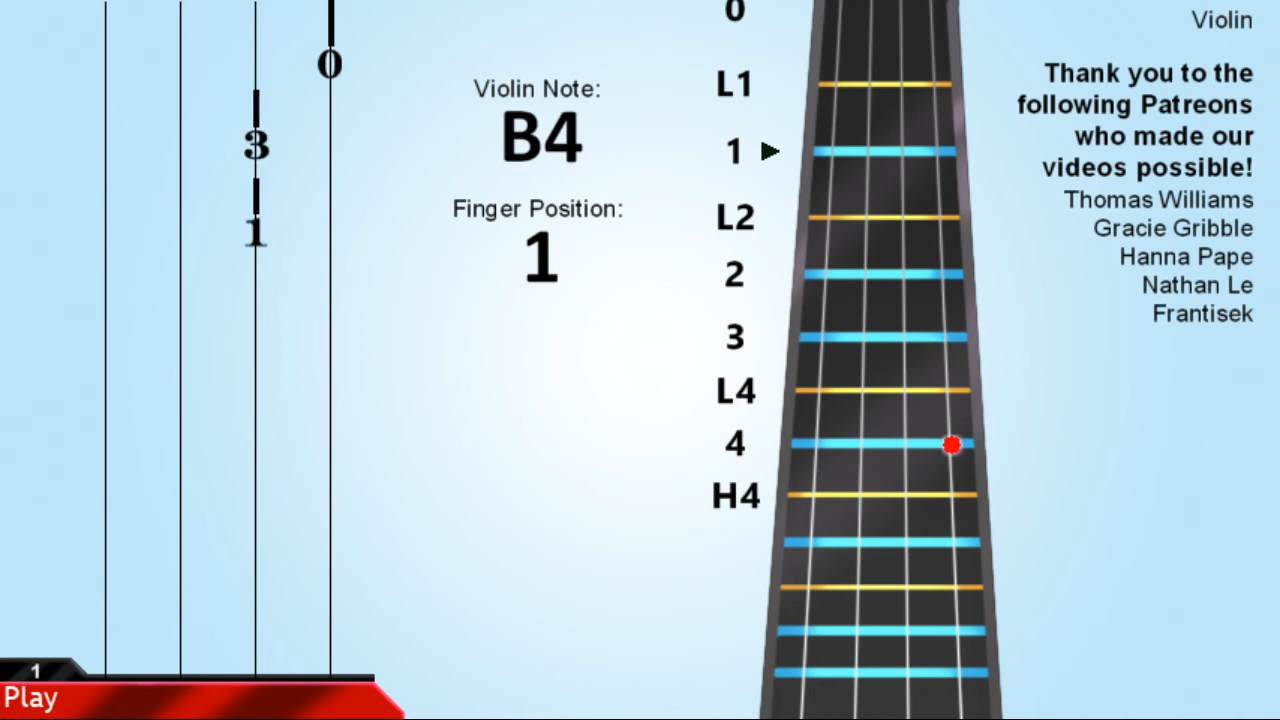 0
3
1
Violin Note:
B4
Finger Position:
1
0
L1
1
L2
2
3
L4
4
H4
Violin
Thank you to the
following Patreons
who made our
videos possible!
Thomas Williams
Gracie Gribble
Hanna Pape
Nathan Le
Frantisek
1
Play